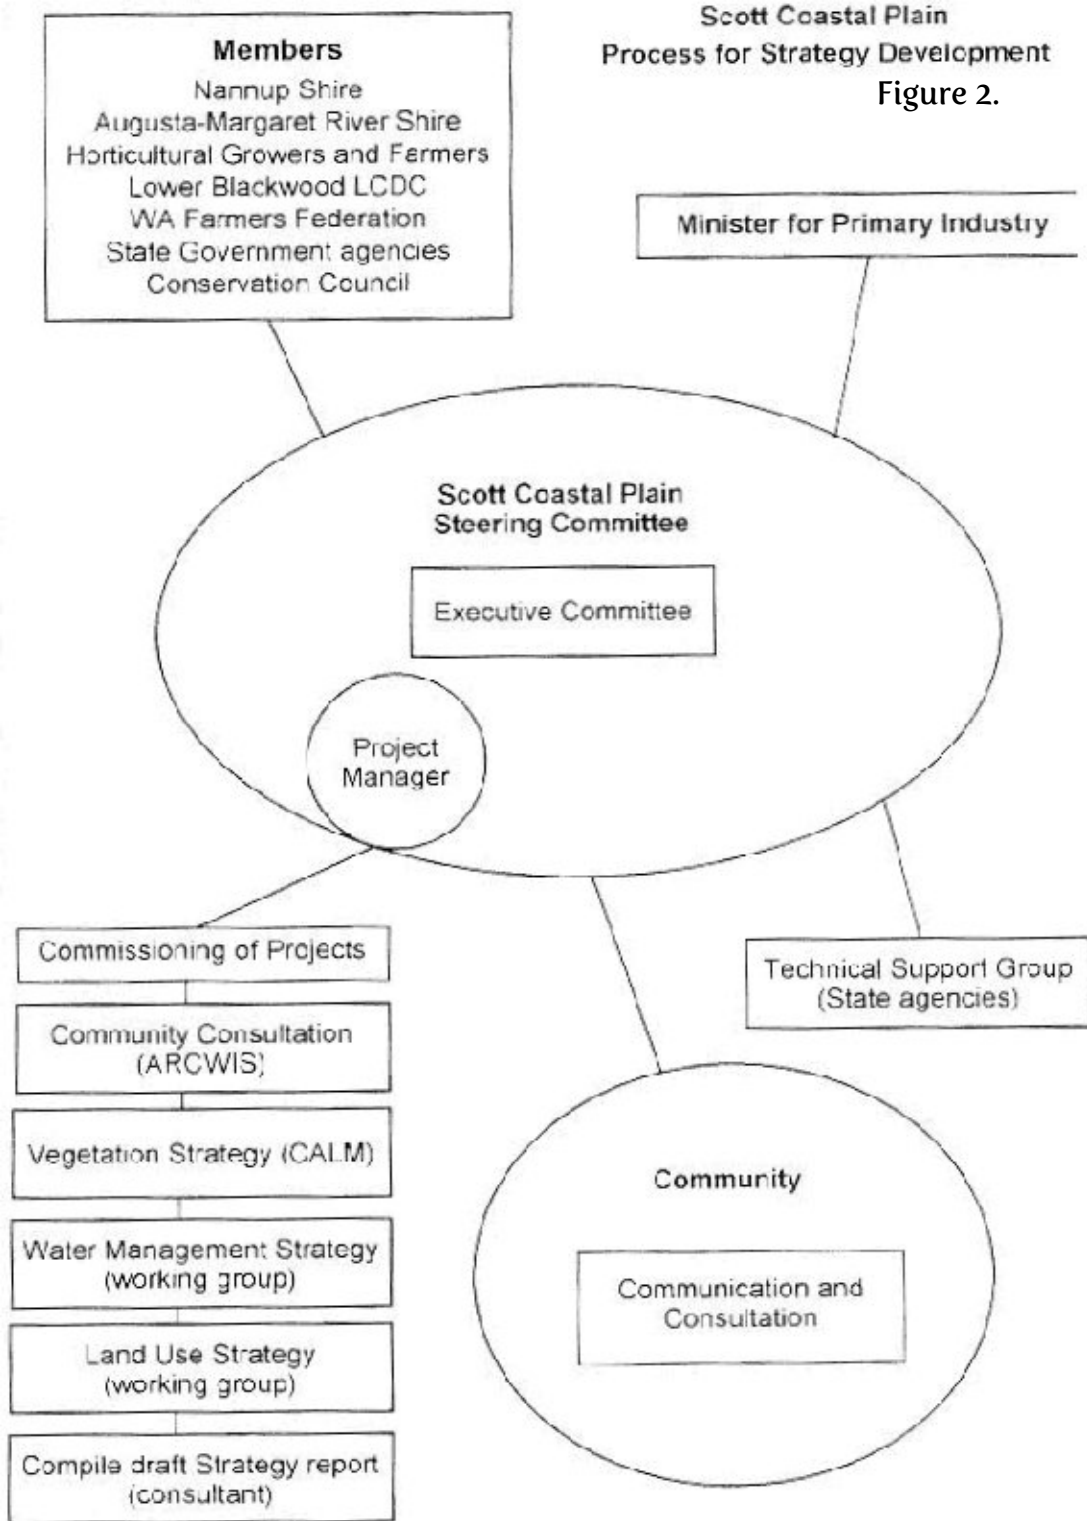 Scott Coastal Plain
Process for Strategy Development
Figure 2.
Members
Nannup Shire
Augusta-Margaret River Shire
Horticultural Growers and Farmers
Lower Blackwood LCDC
WA Farmers Federation
State Government agencies
Conservation Council
Minister for Primary Industry
Scott Coastal Plain
Steering Committee
Executive Committee
Project
Manager
Commissioning of Projects
Community Consultation
(ARCWIS)
Vegetation Strategy (CALM)
Water Management Strategy
(working group)
Land Use Strategy
(working group)
Compile draft Strategy report
(consultant)
Technical Support Group
(State agencies)
Community
Communication and
Consultation